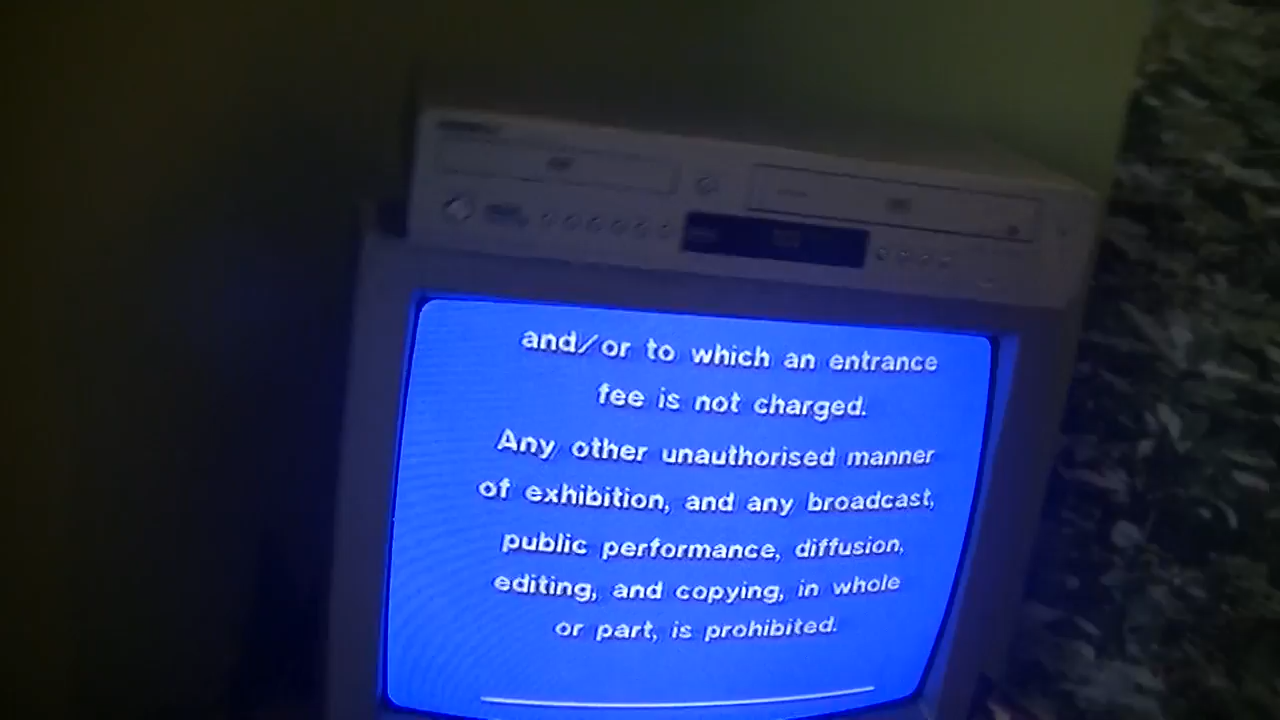 and/or to which an entrance
fee is not charged.
Any other unauthorised manner
of exhibition, and any broadcast,
public performance, diffusion,
editing, and copying, in whole
or part, is prohibited.